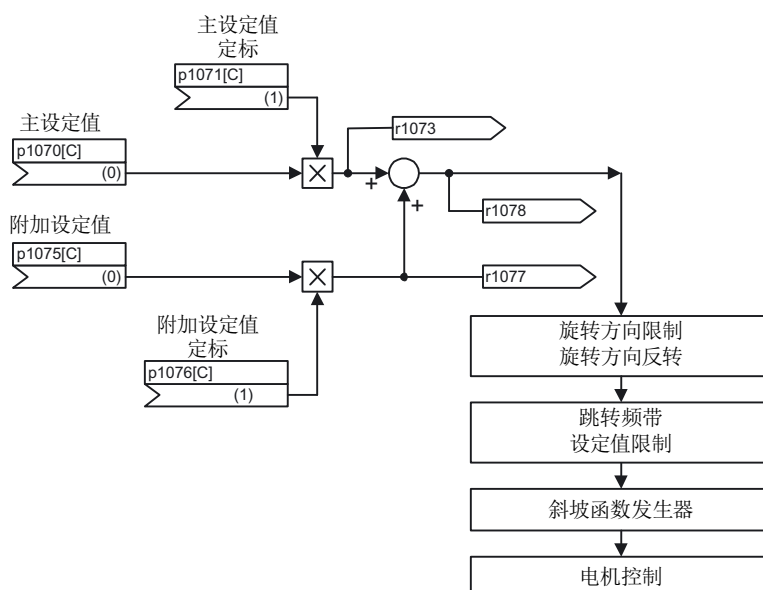 主设定值
定标
p1071[C]
(1)
主设定值
r1073
p1070[C]
(0)
×
+
+
r1078
附加设定值
p1075[C]
(0)
×
r1077
附加设定值
定标
p1076[C]
(1)
旋转方向限制
旋转方向反转
跳转频带
设定值限制
斜坡函数发生器
电机控制